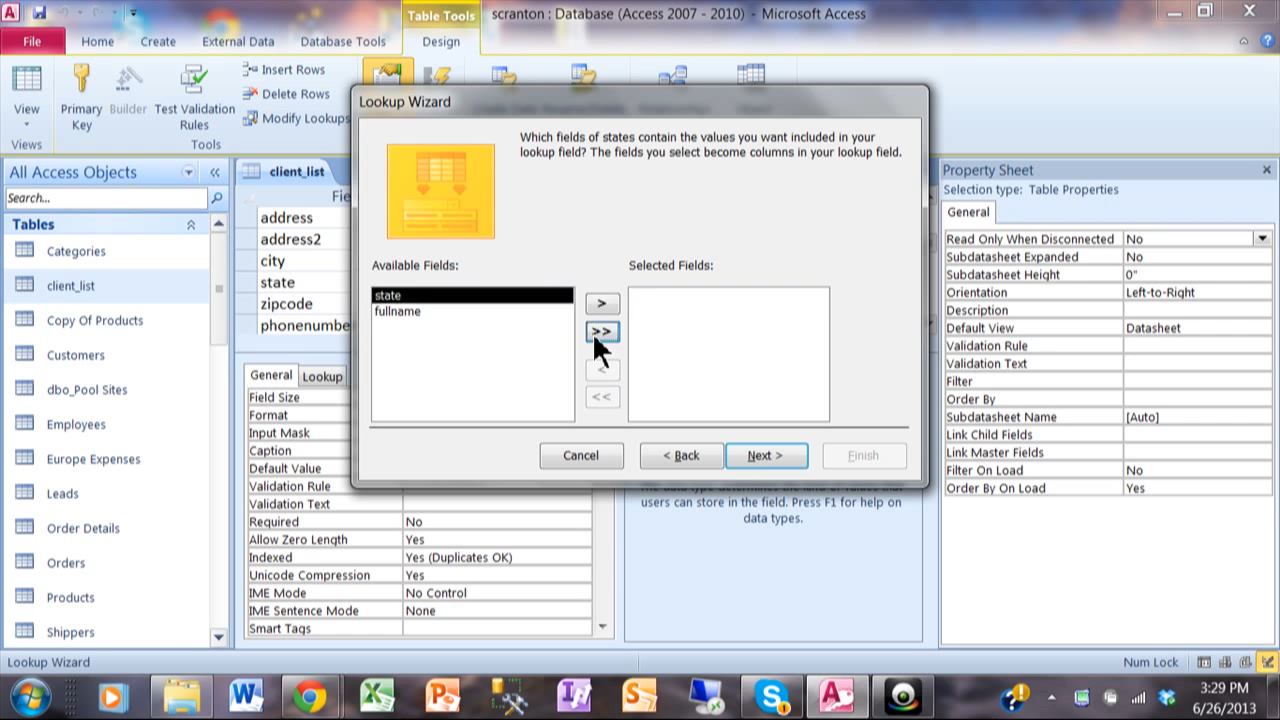 Table Tools
scranton : Database (Access 2007 - 2010) - Microsoft Access
File Home Create External Data Database Tools Design
View
Views
Primary Key
Builder
Test Validation Rules
Insert Rows
Delete Rows
Modify Lookups
Tools
Lookup Wizard
Which fields of states contain the values you want included in your
lookup field? The fields you select become columns in your lookup field.
Available Fields:
state
fullname
>
>>
<
<<
Selected Fields:
Cancel
< Back
Next >
Finish
All Access Objects
Search...
Tables
Categories
client_list
Copy Of Products
Customers
dbo_Pool Sites
Employees
Europe Expenses
Leads
Order Details
Orders
Products
Shippers
client_list
Fie
address
address2
city
state
zipcode
phonenumbe
General Lookup
Field Size
Format
Input Mask
Caption
Default Value
Validation Rule
Validation Text
Required No
Allow Zero Length Yes
Indexed Yes (Duplicates OK)
Unicode Compression Yes
IME Mode No Control
IME Sentence Mode None
Smart Tags
users can store in the field. Press F1 for help on
data types.
Property Sheet
Selection type: Table Properties
General
Read Only When Disconnected No
Subdatasheet Expanded No
Subdatasheet Height 0"
Orientation Left-to-Right
Description
Default View Datasheet
Validation Rule
Validation Text
Filter
Order By
Subdatasheet Name [Auto]
Link Child Fields
Link Master Fields
Filter On Load No
Order By On Load Yes
Lookup Wizard
Num Lock
3:29 PM
6/26/2013